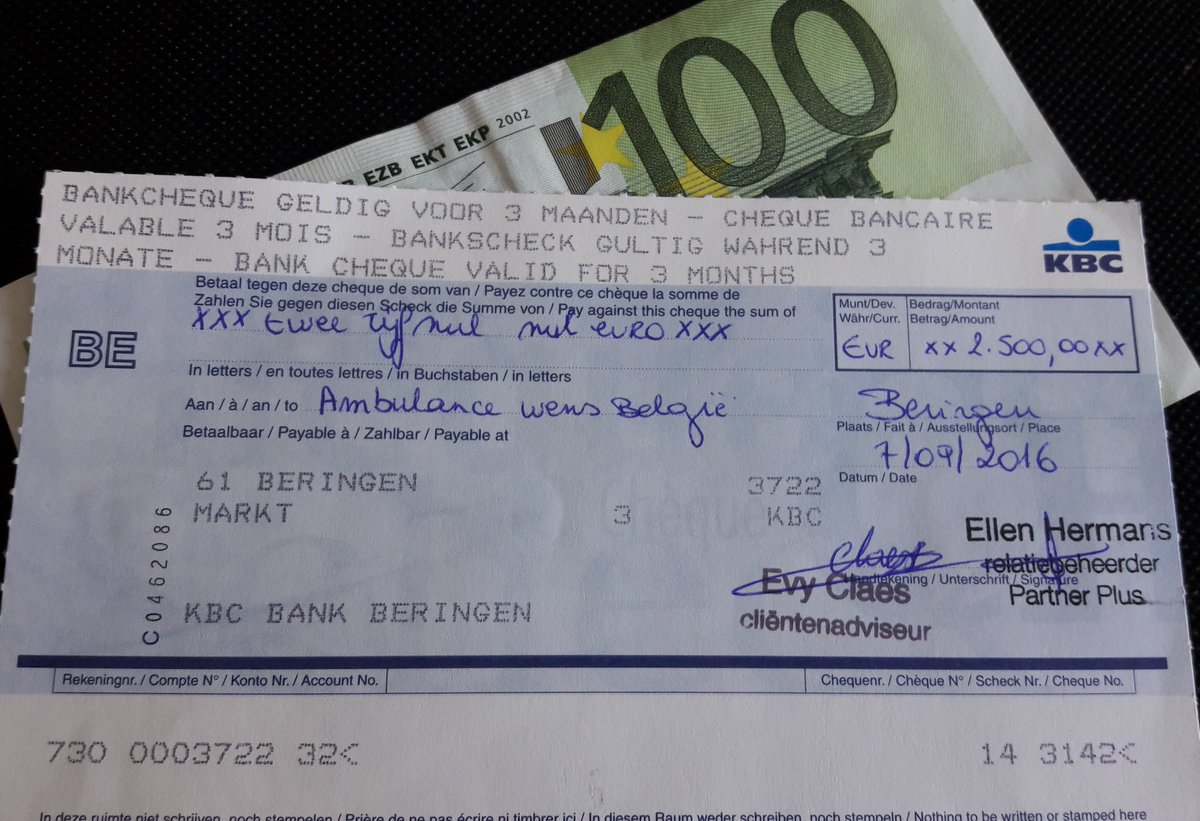 EZB EKT EKP 2002
100
BANKCHEQUE GELDIG VOOR 3 MAANDEN - CHEQUE BANCAIRE
VALABLE 3 MOIS - BANKSCHECK GULTIG WAHREND 3
MONATE - BANK CHEQUE VALID FOR 3 MONTHS
KBC
Betaal tegen deze cheque de som van / Payez contre ce chèque la somme de
Zahlen Sie gegen diesen Scheck die Summe von / Pay against this cheque the sum of
XXX twee vijf nul nul euro XXX
Munt/Dev. Bedrag/Montant
Währ/Curr. Betrag/Amount
EUR xx 2.500,00 xx
BE
In letters / en toutes lettres / in Buchstaben / in letters
Aan / à / an / to Ambulance wens België
Beringen
Betaalbaar / Payable à / Zahlbar / Payable at
Plaats / Fait à / Ausstellungsort / Place
7/09/2016
Datum / Date
61 BERINGEN 3722
MARKT 3 KBC
C0462086
Claes
Ellen Hermans
relatiebeheerder
Handtekening / Unterschrift / Signature
Partner Plus
Evy Claes
cliëntenadviseur
KBC BANK BERINGEN
Rekeningnr. / Compte N° / Konto Nr. / Account No.
Chequenr. / Chèque N° / Scheck Nr. / Cheque No.
730 0003722 32< 14 3142<
In deze ruimte niet schrijven, noch stempelen / Prière de ne pas écrire ni timbrer ici / In diesem Raum weder schreiben, noch stempeln / Nothing to be written or stamped here